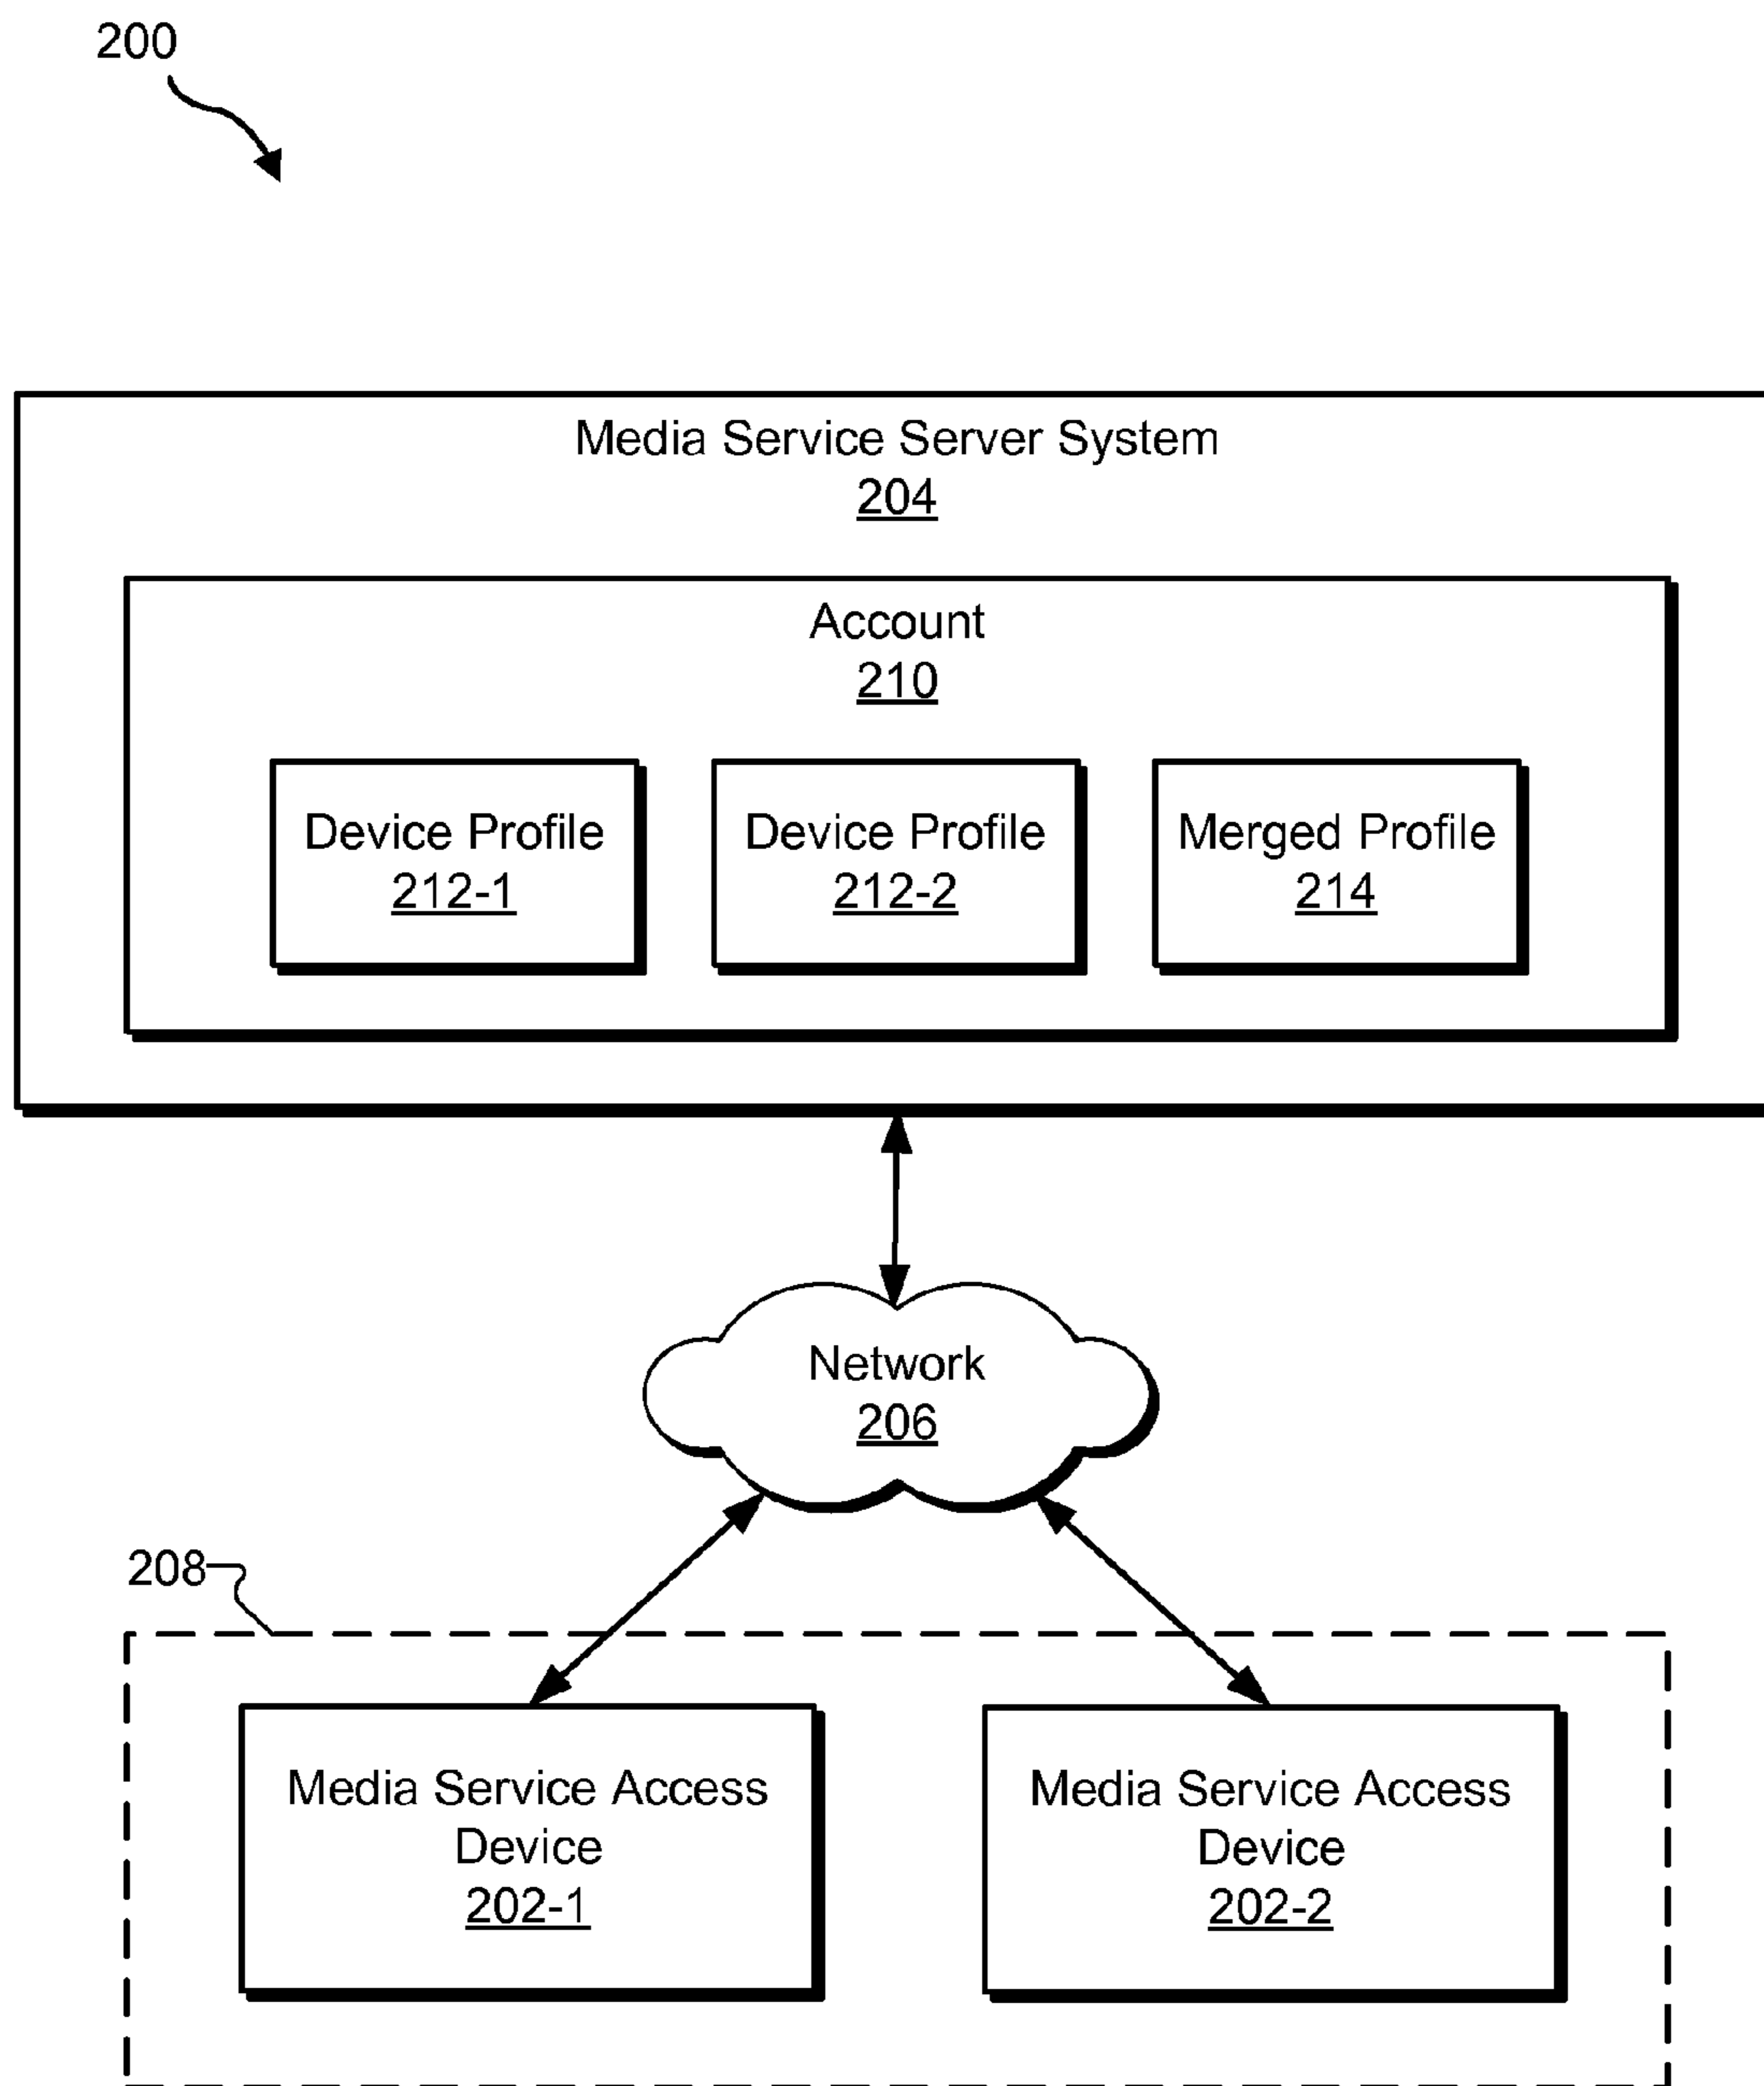 200
Media Service Server System
204
Account
210
Device Profile
212-1
Device Profile
212-2
Merged Profile
214
Network
206
208
Media Service Access
Device
202-1
Media Service Access
Device
202-2